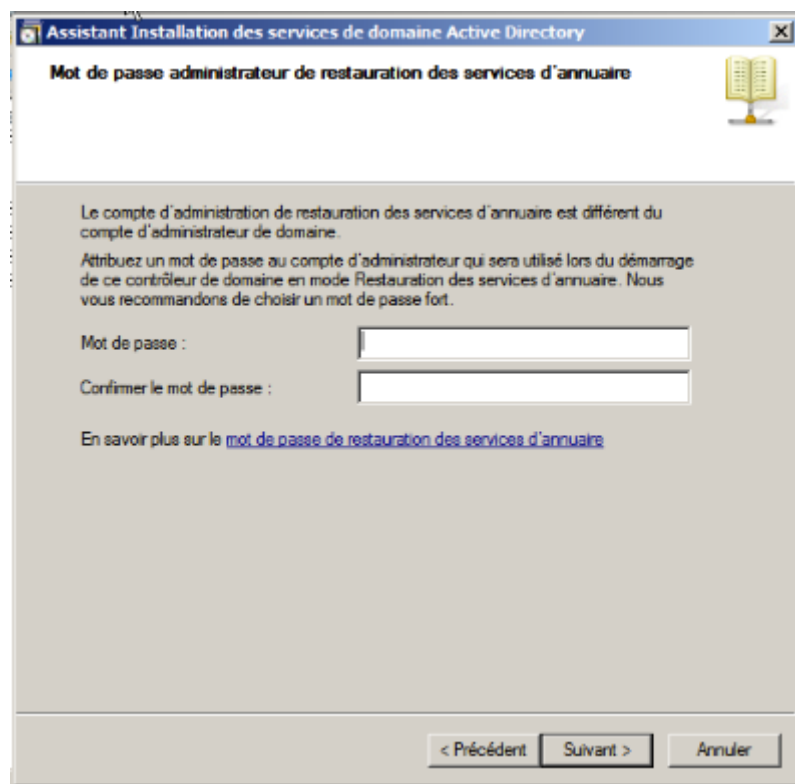 Assistant Installation des services de domaine Active Directory
Mot de passe administrateur de restauration des services d'annuaire
Le compte d'administration de restauration des services d'annuaire est différent du
compte d'administrateur de domaine.
Attribuez un mot de passe au compte d'administrateur qui sera utilisé lors du démarrage
de ce contrôleur de domaine en mode Restauration des services d'annuaire. Nous
vous recommandons de choisir un mot de passe fort.
Mot de passe :
Confirmer le mot de passe :
En savoir plus sur le mot de passe de restauration des services d'annuaire
< Précédent Suivant > Annuler